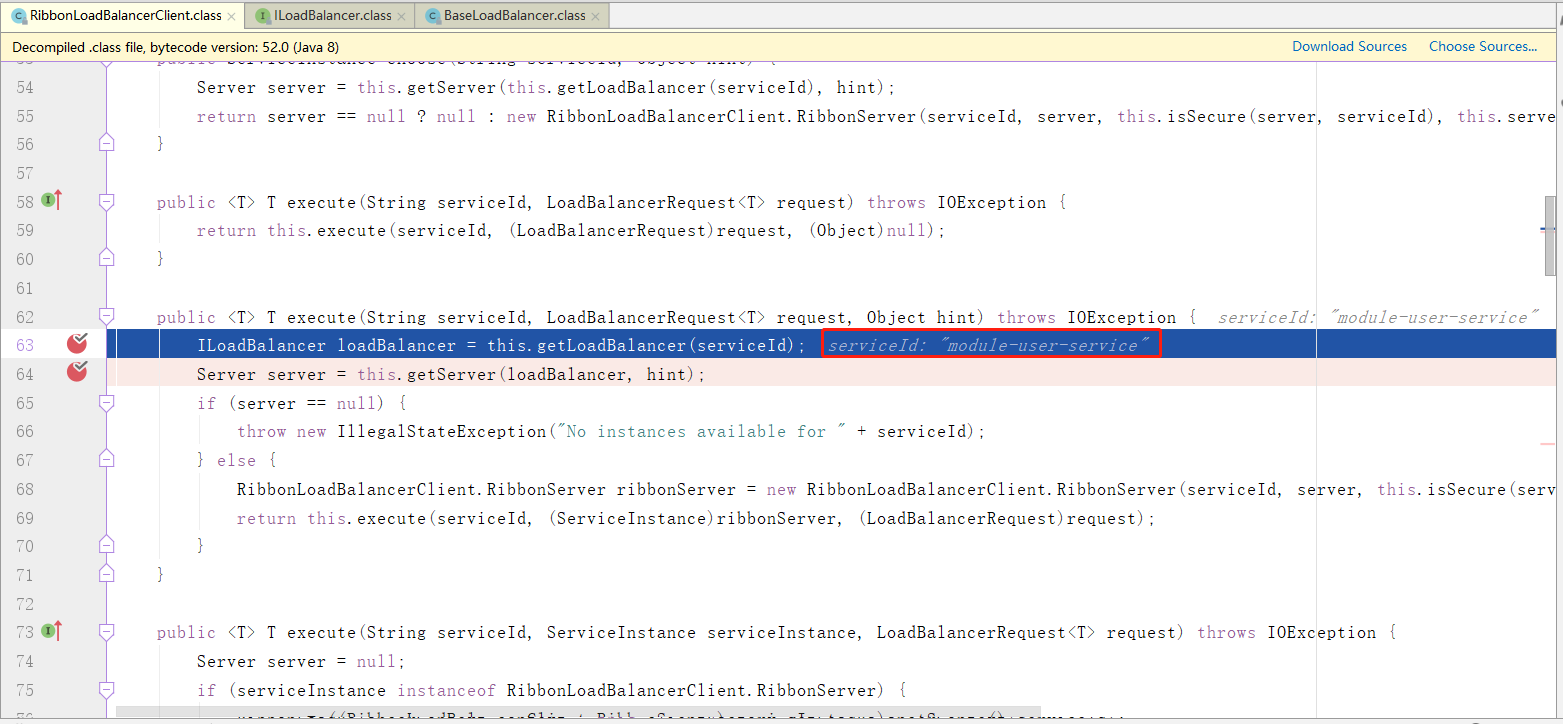 RibbonLoadBalancerClient.class × ILoadBalancer.class × BaseLoadBalancer.class ×
Decompiled .class file, bytecode version: 52.0 (Java 8) Download Sources Choose Sources...
54 Server server = this.getServer(this.getLoadBalancer(serviceId), hint);
55 return server == null ? null : new RibbonLoadBalancerClient.RibbonServer(serviceId, server, this.isSecure(server, serviceId), this.serve
56 }
57
58 public <T> T execute(String serviceId, LoadBalancerRequest<T> request) throws IOException {
59 return this.execute(serviceId, (LoadBalancerRequest)request, (Object)null);
60 }
61
62 public <T> T execute(String serviceId, LoadBalancerRequest<T> request, Object hint) throws IOException { serviceId: "module-user-service"
63 ILoadBalancer loadBalancer = this.getLoadBalancer(serviceId); serviceId: "module-user-service"
64 Server server = this.getServer(loadBalancer, hint);
65 if (server == null) {
66 throw new IllegalStateException("No instances available for " + serviceId);
67 } else {
68 RibbonLoadBalancerClient.RibbonServer ribbonServer = new RibbonLoadBalancerClient.RibbonServer(serviceId, server, this.isSecure(serv
69 return this.execute(serviceId, (ServiceInstance)ribbonServer, (LoadBalancerRequest)request);
70 }
71 }
72
73 public <T> T execute(String serviceId, ServiceInstance serviceInstance, LoadBalancerRequest<T> request) throws IOException {
74 Server server = null;
75 if (serviceInstance instanceof RibbonLoadBalancerClient.RibbonServer) {